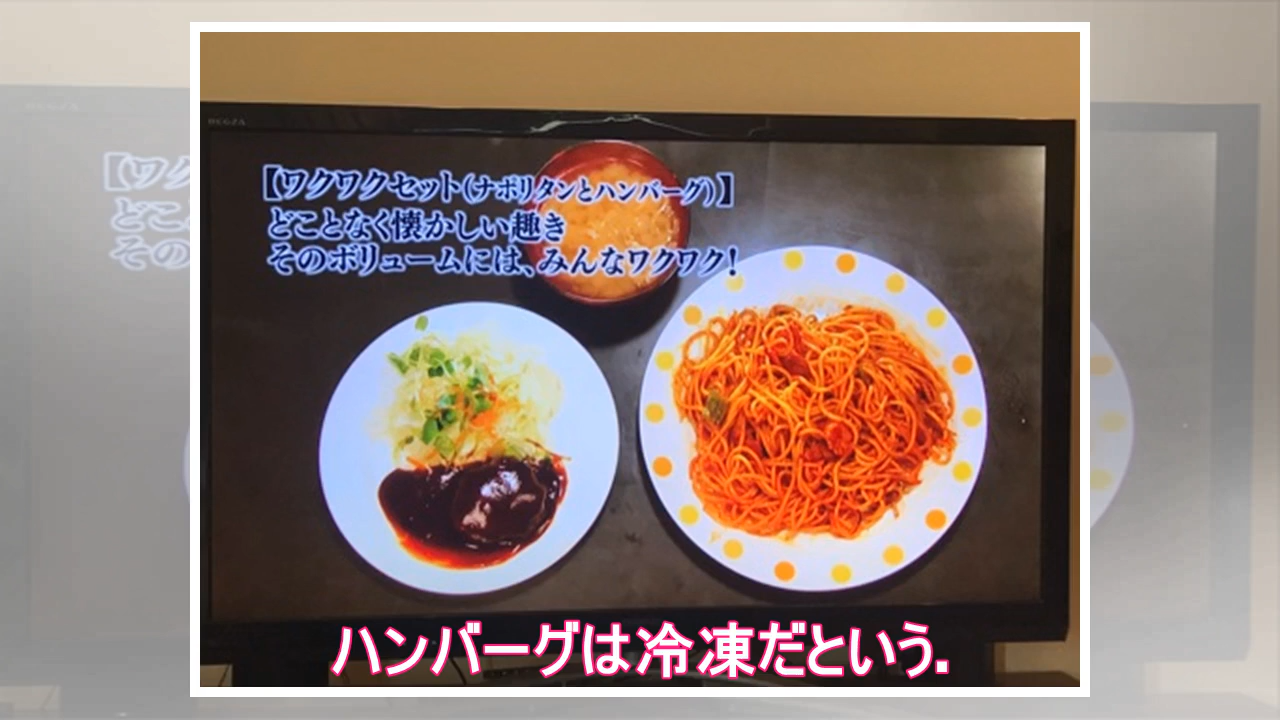 REGZA
【ワクワクセット(ナポリタンとハンバーグ)】
どことなく懐かしい趣き
そのボリュームには、みんなワクワク!
ハンバーグは冷凍だという.